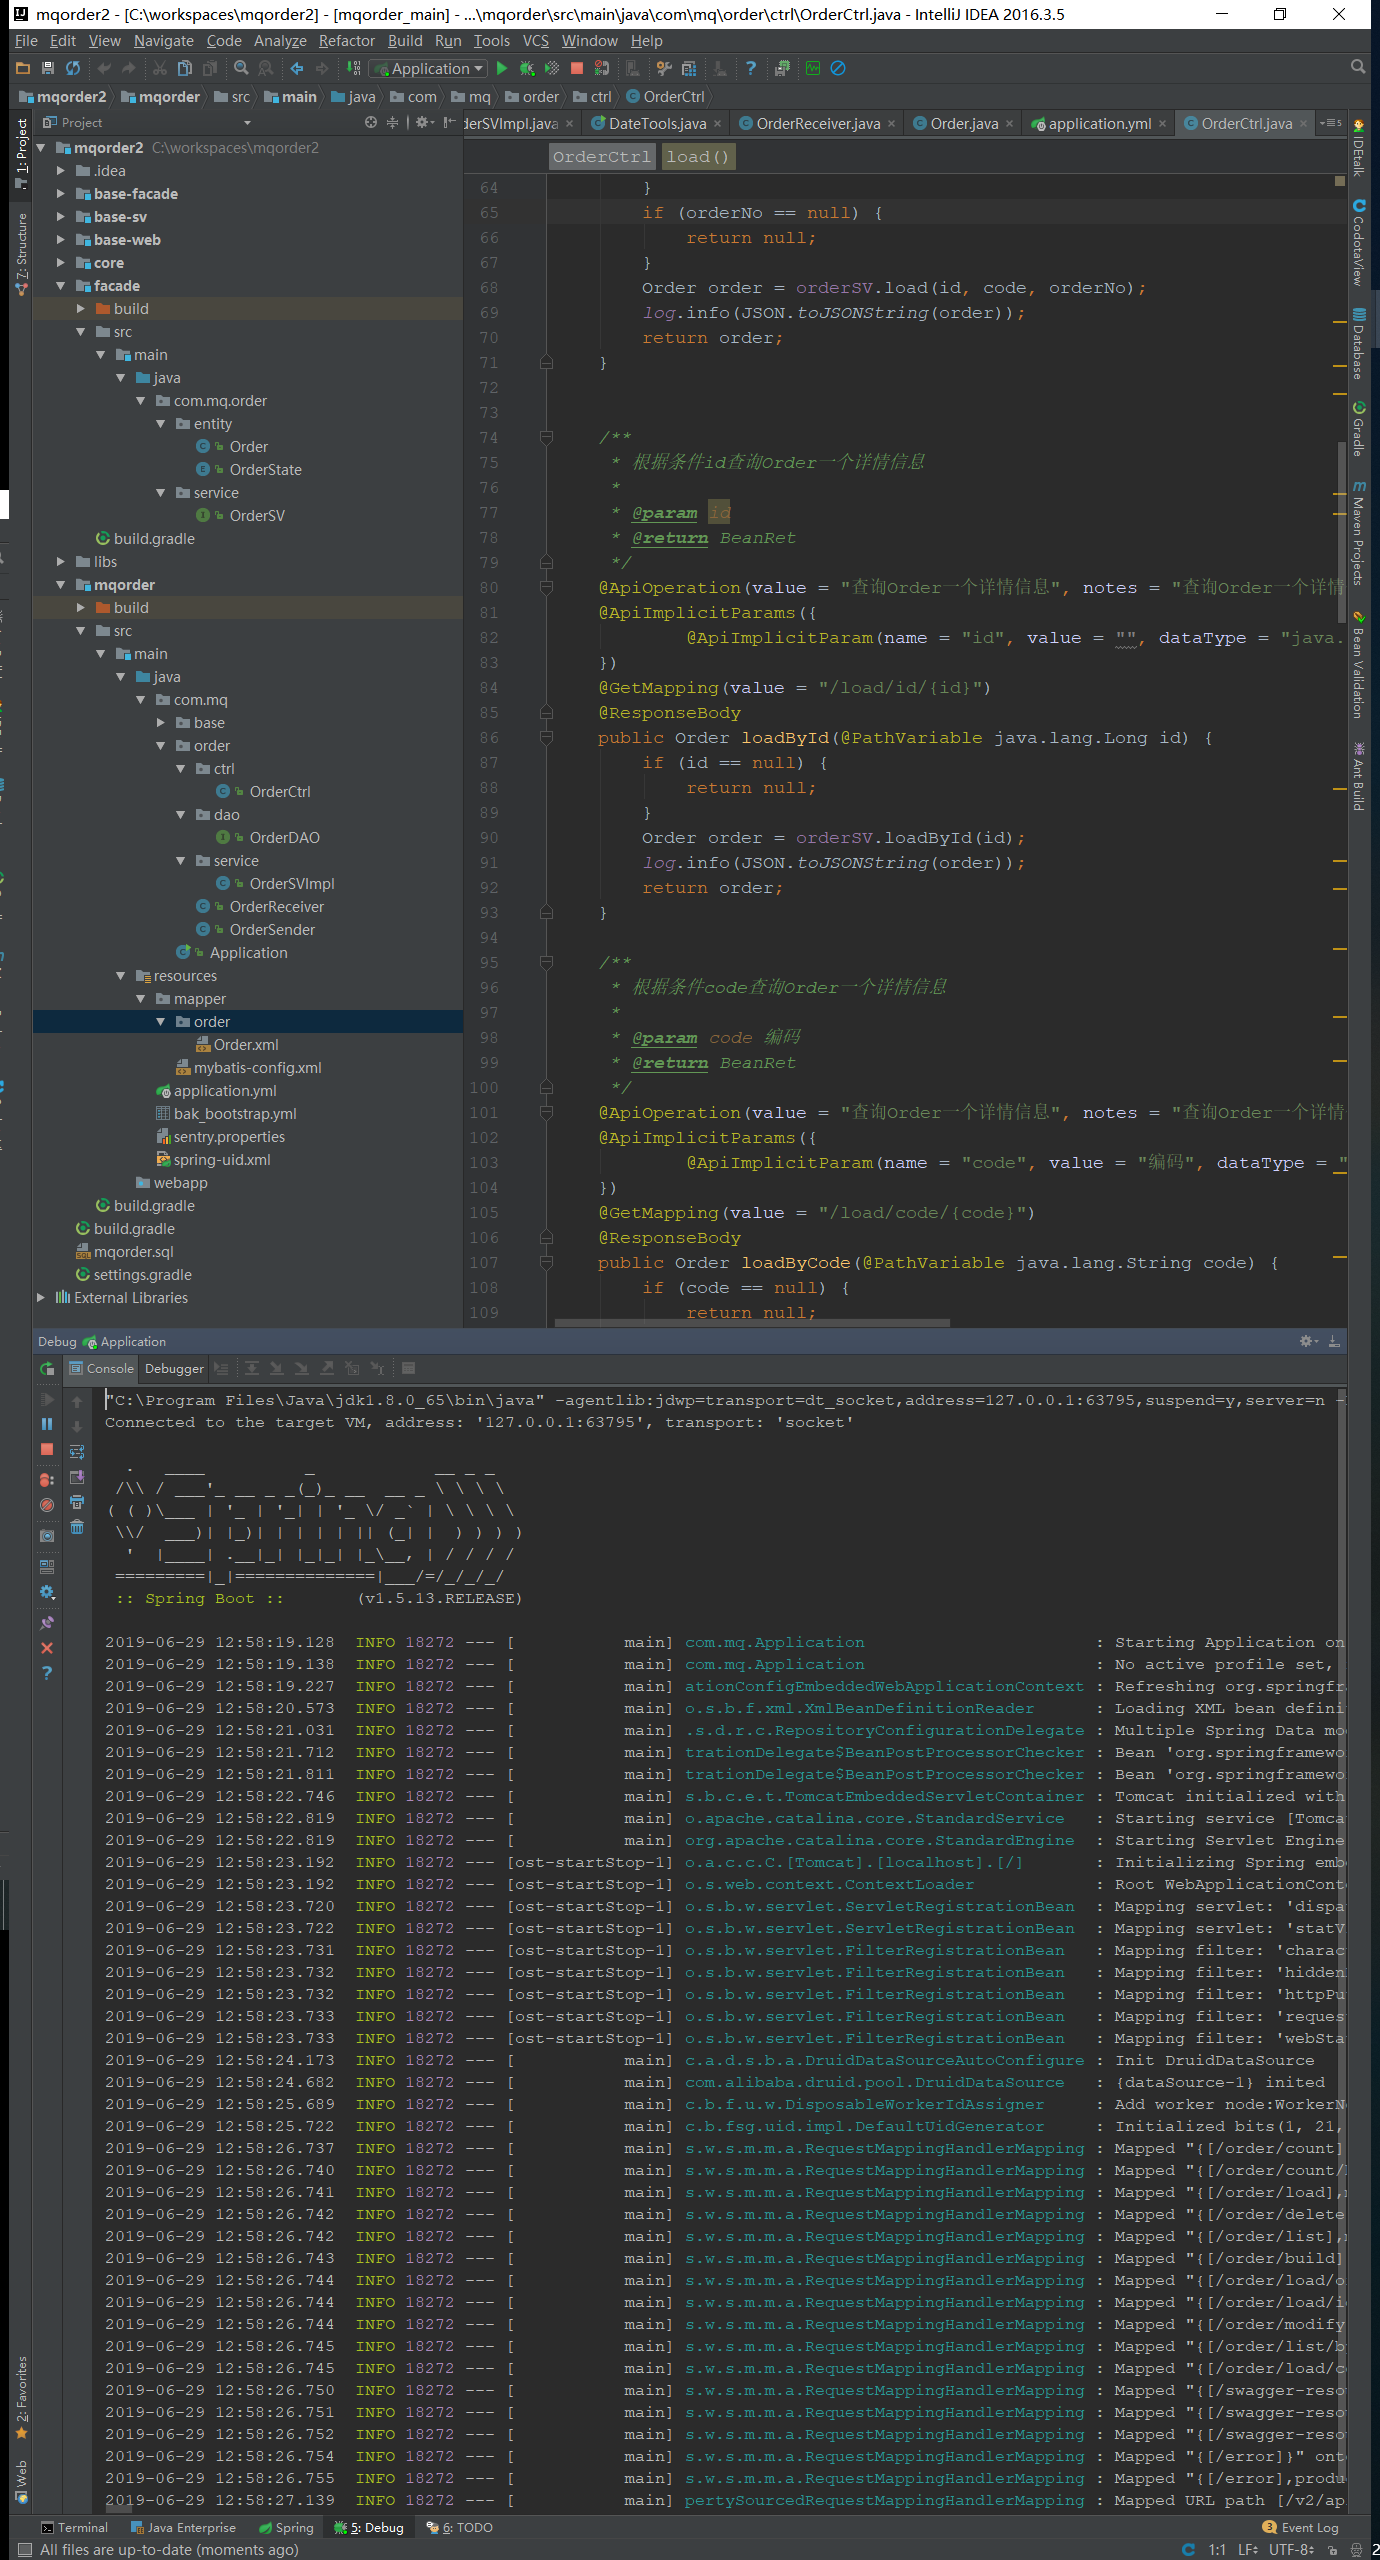 mqorder2 - [C:\workspaces\mqorder2] - [mqorder_main] - ...\mqorder\src\main\java\com\mq\order\ctrl\OrderCtrl.java - IntelliJ IDEA 2016.3.5
File Edit View Navigate Code Analyze Refactor Build Run Tools VCS Window Help
Application
mqorder2 mqorder src main java com mq order ctrl OrderCtrl
Project
derSVImpl.java DateTools.java OrderReceiver.java Order.java application.yml OrderCtrl.java
1: Project
7: Structure
2: Favorites
Web
mqorder2 C:\workspaces\mqorder2
.idea
base-facade
base-sv
base-web
core
facade
build
src
main
java
com.mq.order
entity
Order
OrderState
service
OrderSV
build.gradle
libs
mqorder
build
src
main
java
com.mq
base
order
ctrl
OrderCtrl
dao
OrderDAO
service
OrderSVImpl
OrderReceiver
OrderSender
Application
resources
mapper
order
Order.xml
mybatis-config.xml
application.yml
bak_bootstrap.yml
sentry.properties
spring-uid.xml
webapp
build.gradle
build.gradle
mqorder.sql
settings.gradle
External Libraries
OrderCtrl load()
64 }
65 if (orderNo == null) {
66 return null;
67 }
68 Order order = orderSV.load(id, code, orderNo);
69 log.info(JSON.toJSONString(order));
70 return order;
71 }
72
73
74 /**
75 * 根据条件id查询Order一个详情信息
76 *
77 * @param id
78 * @return BeanRet
79 */
80 @ApiOperation(value = "查询Order一个详情信息", notes = "查询Order一个详情
81 @ApiImplicitParams({
82 @ApiImplicitParam(name = "id", value = "", dataType = "java.
83 })
84 @GetMapping(value = "/load/id/{id}")
85 @ResponseBody
86 public Order loadById(@PathVariable java.lang.Long id) {
87 if (id == null) {
88 return null;
89 }
90 Order order = orderSV.loadById(id);
91 log.info(JSON.toJSONString(order));
92 return order;
93 }
94
95 /**
96 * 根据条件code查询Order一个详情信息
97 *
98 * @param code 编码
99 * @return BeanRet
100 */
101 @ApiOperation(value = "查询Order一个详情信息", notes = "查询Order一个详情
102 @ApiImplicitParams({
103 @ApiImplicitParam(name = "code", value = "编码", dataType = "
104 })
105 @GetMapping(value = "/load/code/{code}")
106 @ResponseBody
107 public Order loadByCode(@PathVariable java.lang.String code) {
108 if (code == null) {
109 return null;
IDEtalk
CodotaView
Database
Gradle
Maven Projects
Bean Validation
Ant Build
Debug Application
Console Debugger
"C:\Program Files\Java\jdk1.8.0_65\bin\java" -agentlib:jdwp=transport=dt_socket,address=127.0.0.1:63795,suspend=y,server=n -
Connected to the target VM, address: '127.0.0.1:63795', transport: 'socket'
  .   ____          _            __ _ _
 /\\ / ___'_ __ _ _(_)_ __  __ _ \ \ \ \
( ( )\___ | '_ | '_| | '_ \/ _` | \ \ \ \
 \\/  ___)| |_)| | | | | || (_| |  ) ) ) )
  '  |____| .__|_| |_|_| |_\__, | / / / /
 =========|_|==============|___/=/_/_/_/
:: Spring Boot :: (v1.5.13.RELEASE)
2019-06-29 12:58:19.128 INFO 18272 --- [ main] com.mq.Application : Starting Application on
2019-06-29 12:58:19.138 INFO 18272 --- [ main] com.mq.Application : No active profile set,
2019-06-29 12:58:19.227 INFO 18272 --- [ main] ationConfigEmbeddedWebApplicationContext : Refreshing org.springfr
2019-06-29 12:58:20.573 INFO 18272 --- [ main] o.s.b.f.xml.XmlBeanDefinitionReader : Loading XML bean defini
2019-06-29 12:58:21.031 INFO 18272 --- [ main] .s.d.r.c.RepositoryConfigurationDelegate : Multiple Spring Data mo
2019-06-29 12:58:21.712 INFO 18272 --- [ main] trationDelegate$BeanPostProcessorChecker : Bean 'org.springframewo
2019-06-29 12:58:21.811 INFO 18272 --- [ main] trationDelegate$BeanPostProcessorChecker : Bean 'org.springframewo
2019-06-29 12:58:22.746 INFO 18272 --- [ main] s.b.c.e.t.TomcatEmbeddedServletContainer : Tomcat initialized with
2019-06-29 12:58:22.819 INFO 18272 --- [ main] o.apache.catalina.core.StandardService : Starting service [Tomca
2019-06-29 12:58:22.819 INFO 18272 --- [ main] org.apache.catalina.core.StandardEngine : Starting Servlet Engine
2019-06-29 12:58:23.192 INFO 18272 --- [ost-startStop-1] o.a.c.c.C.[Tomcat].[localhost].[/] : Initializing Spring emb
2019-06-29 12:58:23.192 INFO 18272 --- [ost-startStop-1] o.s.web.context.ContextLoader : Root WebApplicationCont
2019-06-29 12:58:23.720 INFO 18272 --- [ost-startStop-1] o.s.b.w.servlet.ServletRegistrationBean : Mapping servlet: 'dispa
2019-06-29 12:58:23.722 INFO 18272 --- [ost-startStop-1] o.s.b.w.servlet.ServletRegistrationBean : Mapping servlet: 'statV
2019-06-29 12:58:23.731 INFO 18272 --- [ost-startStop-1] o.s.b.w.servlet.FilterRegistrationBean : Mapping filter: 'charac
2019-06-29 12:58:23.732 INFO 18272 --- [ost-startStop-1] o.s.b.w.servlet.FilterRegistrationBean : Mapping filter: 'hidden
2019-06-29 12:58:23.732 INFO 18272 --- [ost-startStop-1] o.s.b.w.servlet.FilterRegistrationBean : Mapping filter: 'httpPu
2019-06-29 12:58:23.733 INFO 18272 --- [ost-startStop-1] o.s.b.w.servlet.FilterRegistrationBean : Mapping filter: 'reques
2019-06-29 12:58:23.733 INFO 18272 --- [ost-startStop-1] o.s.b.w.servlet.FilterRegistrationBean : Mapping filter: 'webSta
2019-06-29 12:58:24.173 INFO 18272 --- [ main] c.a.d.s.b.a.DruidDataSourceAutoConfigure : Init DruidDataSource
2019-06-29 12:58:24.682 INFO 18272 --- [ main] com.alibaba.druid.pool.DruidDataSource : {dataSource-1} inited
2019-06-29 12:58:25.689 INFO 18272 --- [ main] c.b.f.u.w.DisposableWorkerIdAssigner : Add worker node:WorkerN
2019-06-29 12:58:25.722 INFO 18272 --- [ main] c.b.fsg.uid.impl.DefaultUidGenerator : Initialized bits(1, 21,
2019-06-29 12:58:26.737 INFO 18272 --- [ main] s.w.s.m.m.a.RequestMappingHandlerMapping : Mapped "{[/order/count]
2019-06-29 12:58:26.740 INFO 18272 --- [ main] s.w.s.m.m.a.RequestMappingHandlerMapping : Mapped "{[/order/count/
2019-06-29 12:58:26.741 INFO 18272 --- [ main] s.w.s.m.m.a.RequestMappingHandlerMapping : Mapped "{[/order/load],
2019-06-29 12:58:26.742 INFO 18272 --- [ main] s.w.s.m.m.a.RequestMappingHandlerMapping : Mapped "{[/order/delete
2019-06-29 12:58:26.742 INFO 18272 --- [ main] s.w.s.m.m.a.RequestMappingHandlerMapping : Mapped "{[/order/list],
2019-06-29 12:58:26.743 INFO 18272 --- [ main] s.w.s.m.m.a.RequestMappingHandlerMapping : Mapped "{[/order/build]
2019-06-29 12:58:26.744 INFO 18272 --- [ main] s.w.s.m.m.a.RequestMappingHandlerMapping : Mapped "{[/order/load/o
2019-06-29 12:58:26.744 INFO 18272 --- [ main] s.w.s.m.m.a.RequestMappingHandlerMapping : Mapped "{[/order/load/i
2019-06-29 12:58:26.744 INFO 18272 --- [ main] s.w.s.m.m.a.RequestMappingHandlerMapping : Mapped "{[/order/modify
2019-06-29 12:58:26.745 INFO 18272 --- [ main] s.w.s.m.m.a.RequestMappingHandlerMapping : Mapped "{[/order/list/b
2019-06-29 12:58:26.745 INFO 18272 --- [ main] s.w.s.m.m.a.RequestMappingHandlerMapping : Mapped "{[/order/load/c
2019-06-29 12:58:26.750 INFO 18272 --- [ main] s.w.s.m.m.a.RequestMappingHandlerMapping : Mapped "{[/swagger-reso
2019-06-29 12:58:26.751 INFO 18272 --- [ main] s.w.s.m.m.a.RequestMappingHandlerMapping : Mapped "{[/swagger-reso
2019-06-29 12:58:26.752 INFO 18272 --- [ main] s.w.s.m.m.a.RequestMappingHandlerMapping : Mapped "{[/swagger-reso
2019-06-29 12:58:26.754 INFO 18272 --- [ main] s.w.s.m.m.a.RequestMappingHandlerMapping : Mapped "{[/error]}" ont
2019-06-29 12:58:26.755 INFO 18272 --- [ main] s.w.s.m.m.a.RequestMappingHandlerMapping : Mapped "{[/error],produ
2019-06-29 12:58:27.139 INFO 18272 --- [ main] pertySourcedRequestMappingHandlerMapping : Mapped URL path [/v2/ap
Terminal Java Enterprise Spring 5: Debug 6: TODO 3 Event Log
All files are up-to-date (moments ago) 1:1 LF UTF-8